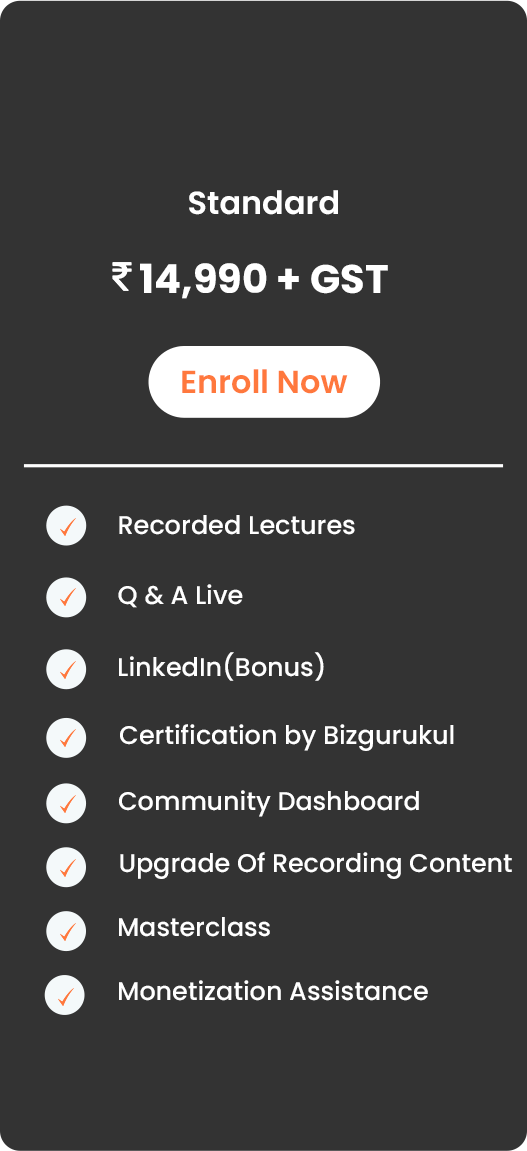 Standard
₹ 14,990 + GST
Enroll Now
Recorded Lectures
Q & A Live
LinkedIn(Bonus)
Certification by Bizgurukul
Community Dashboard
Upgrade Of Recording Content
Masterclass
Monetization Assistance